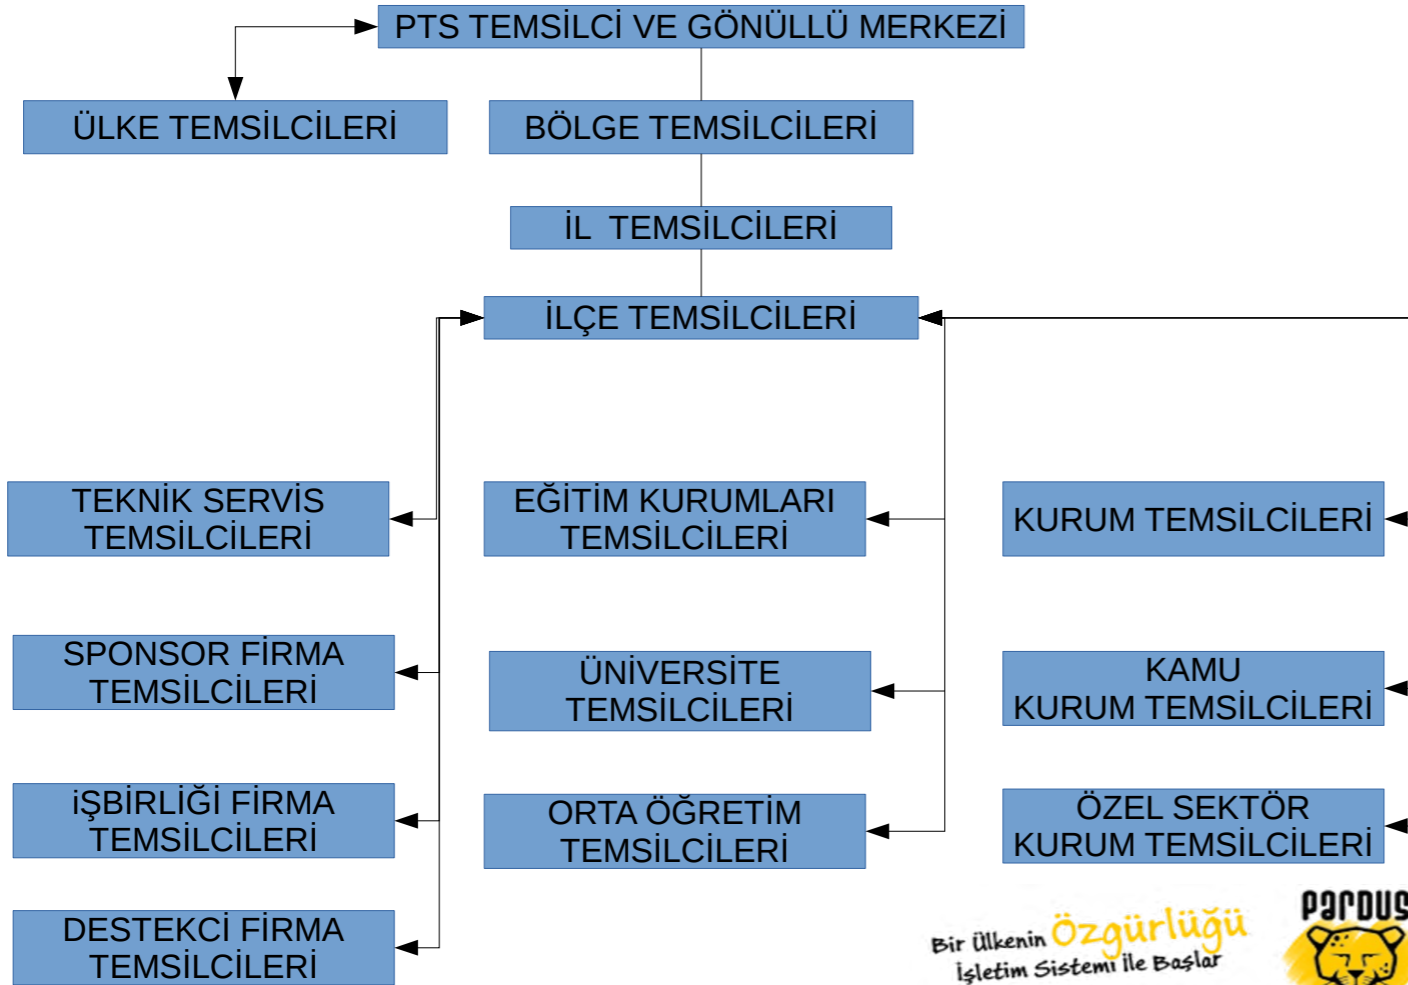 PTS TEMSİLCİ VE GÖNÜLLÜ MERKEZİ
ÜLKE TEMSİLCİLERİ
BÖLGE TEMSİLCİLERİ
İL TEMSİLCİLERİ
İLÇE TEMSİLCİLERİ
TEKNİK SERVİS
TEMSİLCİLERİ
EĞİTİM KURUMLARI
TEMSİLCİLERİ
KURUM TEMSİLCİLERİ
SPONSOR FİRMA
TEMSİLCİLERİ
ÜNİVERSİTE
TEMSİLCİLERİ
KAMU
KURUM TEMSİLCİLERİ
iŞBİRLİĞİ FİRMA
TEMSİLCİLERİ
ORTA ÖĞRETİM
TEMSİLCİLERİ
ÖZEL SEKTÖR
KURUM TEMSİLCİLERİ
DESTEKCİ FİRMA
TEMSİLCİLERİ
Bir Ülkenin Özgürlüğü
İşletim Sistemi İle Başlar
pardus